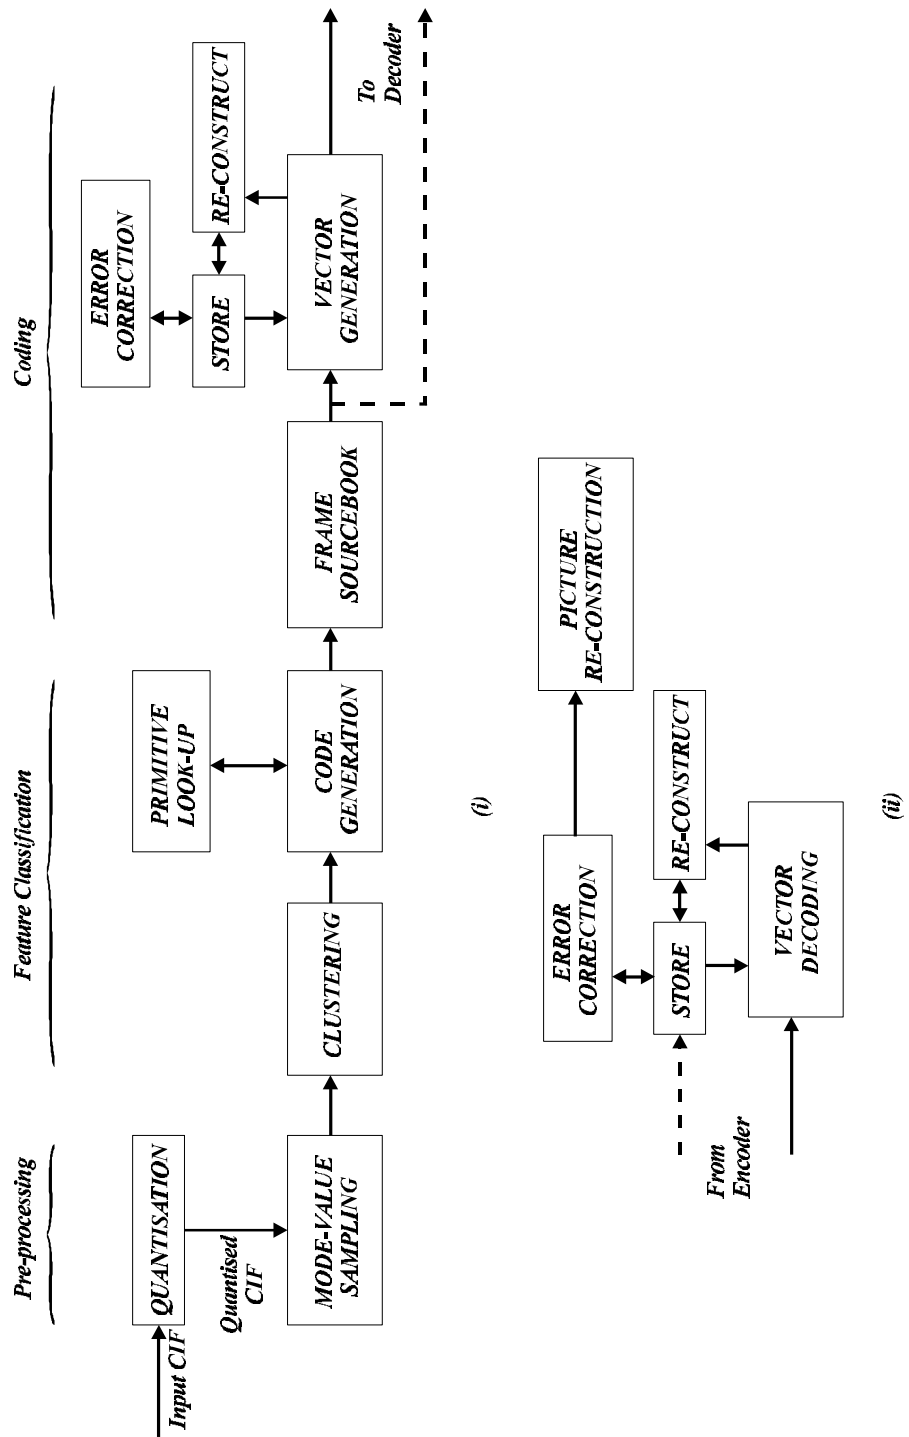 Pre-processing
Feature Classification
Coding
Input CIF
QUANTISATION
Quantised
CIF
MODE-VALUE
SAMPLING
CLUSTERING
PRIMITIVE
LOOK-UP
CODE
GENERATION
FRAME
SOURCEBOOK
ERROR
CORRECTION
STORE
RE-CONSTRUCT
VECTOR
GENERATION
To
Decoder
(i)
From
Encoder
ERROR
CORRECTION
STORE
RE-CONSTRUCT
VECTOR
DECODING
PICTURE
RE-CONSTRUCTION
(ii)